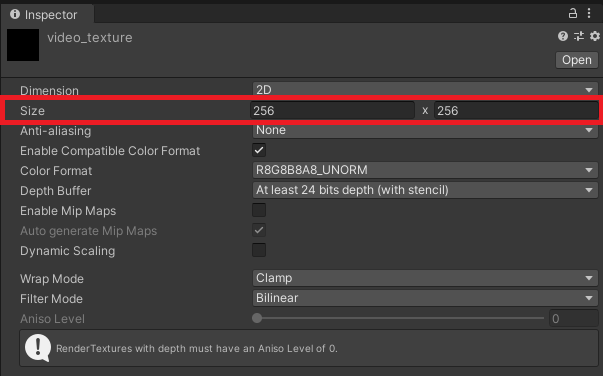 Inspector
video_texture
Open
Dimension 2D
Size 256 x 256
Anti-aliasing None
Enable Compatible Color Format
Color Format R8G8B8A8_UNORM
Depth Buffer At least 24 bits depth (with stencil)
Enable Mip Maps
Auto generate Mip Maps
Dynamic Scaling
Wrap Mode Clamp
Filter Mode Bilinear
Aniso Level 0
RenderTextures with depth must have an Aniso Level of 0.